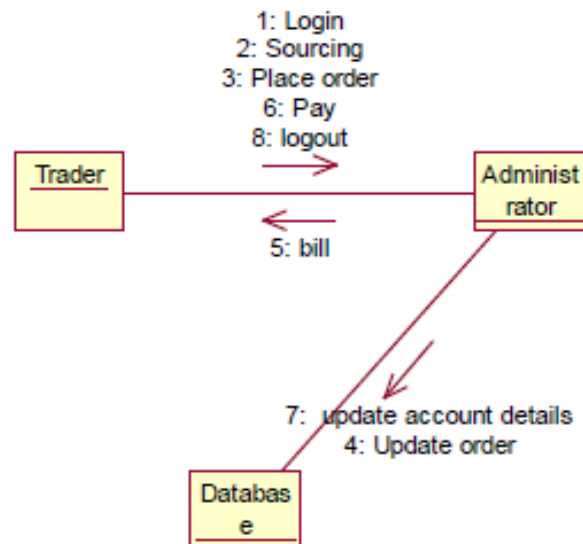 1: Login
2: Sourcing
3: Place order
6: Pay
8: logout
Trader
Administ
rator
5: bill
7: update account details
4: Update order
Databas
e